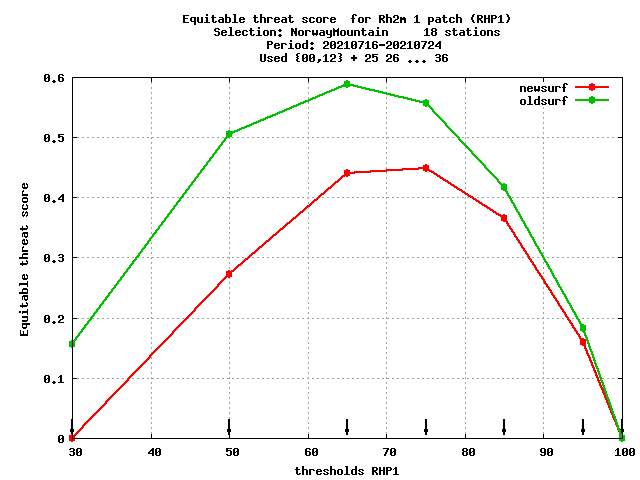 Equitable threat score  for Rh2m 1 patch (RHP1)
Selection: NorwayMountain     18 stations
Period: 20210716-20210724
Used {00,12} + 25 26 ... 36
newsurf
oldsurf
Equitable threat score
0.6
0.5
0.4
0.3
0.2
0.1
0
30 40 50 60 70 80 90 100
thresholds RHP1